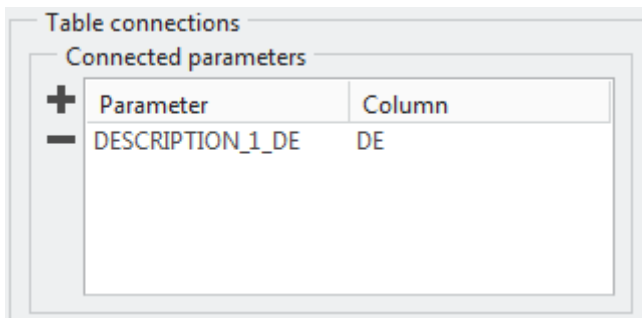 Table connections
Connected parameters
Parameter Column
DESCRIPTION_1_DE DE